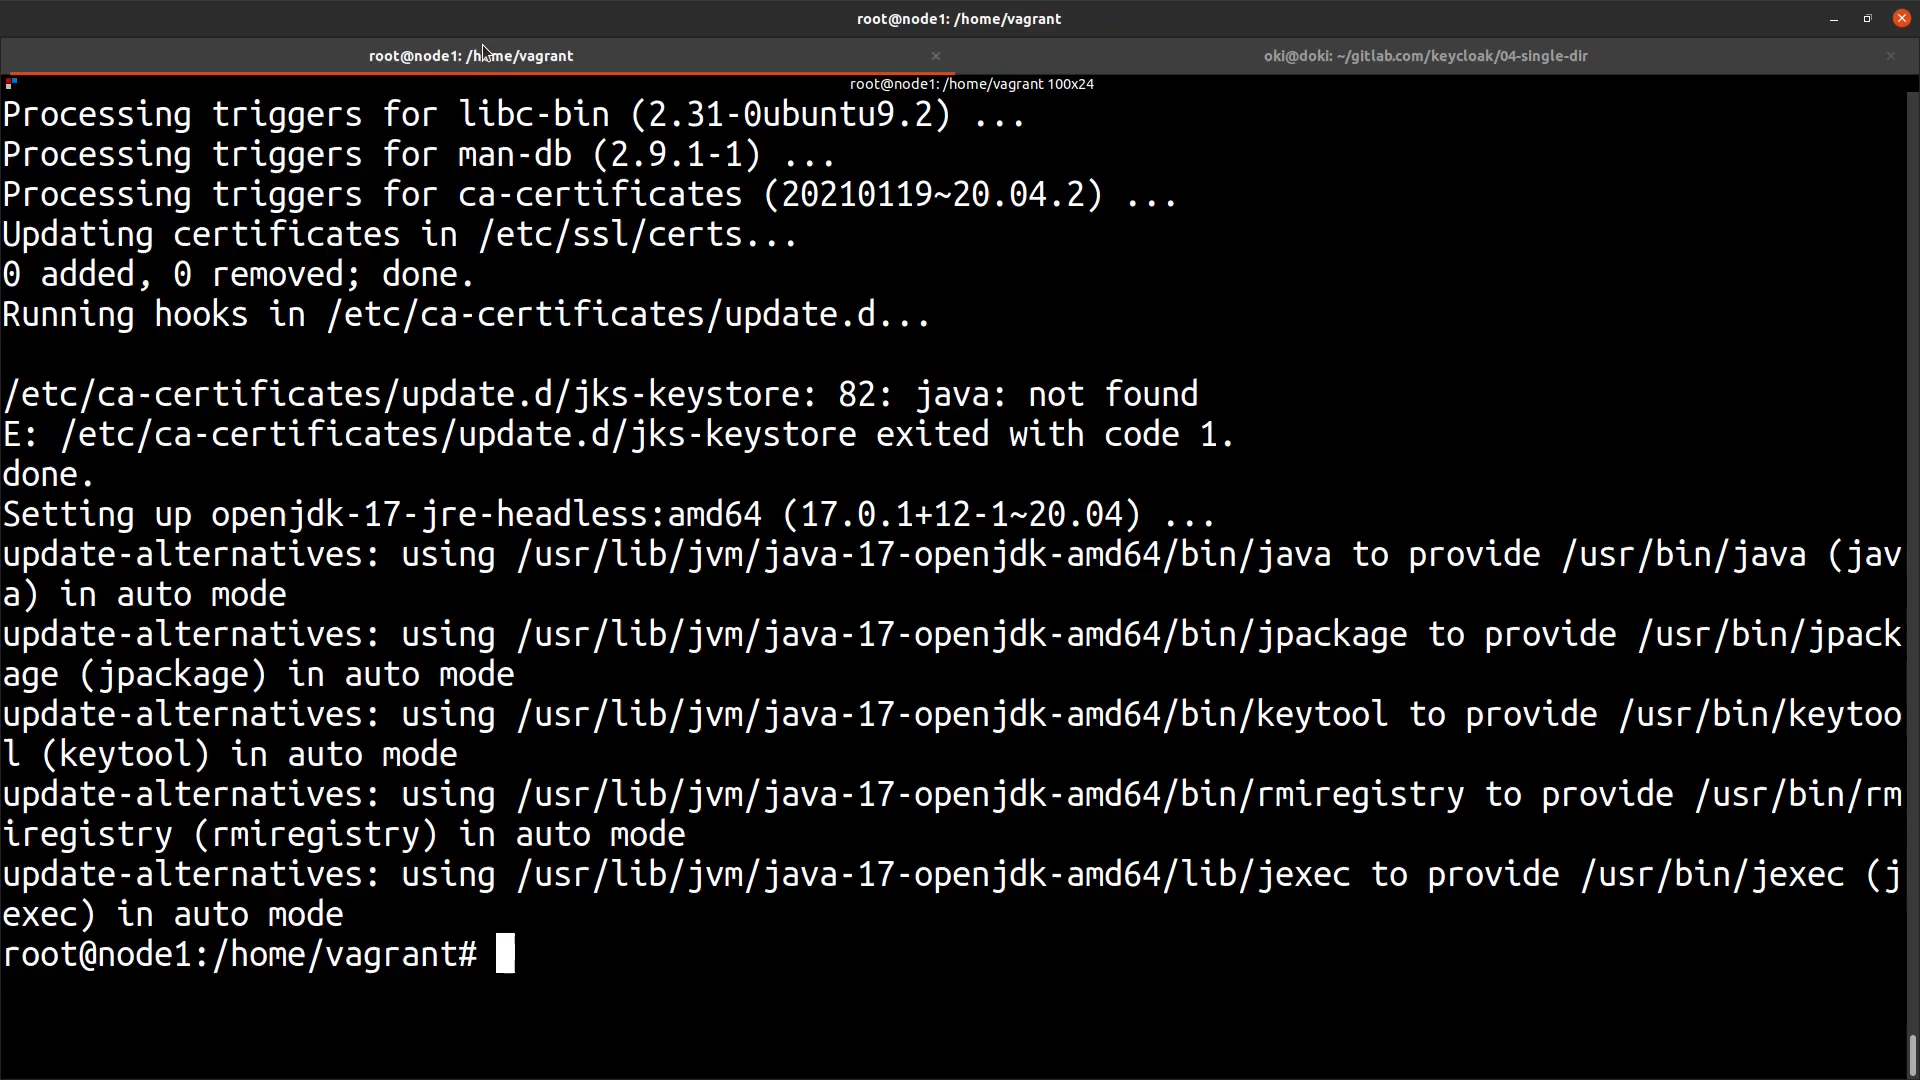 root@node1: /home/vagrant
root@node1: /home/vagrant
oki@doki: ~/gitlab.com/keycloak/04-single-dir
root@node1: /home/vagrant 100x24
Processing triggers for libc-bin (2.31-0ubuntu9.2) ...
Processing triggers for man-db (2.9.1-1) ...
Processing triggers for ca-certificates (20210119~20.04.2) ...
Updating certificates in /etc/ssl/certs...
0 added, 0 removed; done.
Running hooks in /etc/ca-certificates/update.d...
/etc/ca-certificates/update.d/jks-keystore: 82: java: not found
E: /etc/ca-certificates/update.d/jks-keystore exited with code 1.
done.
Setting up openjdk-17-jre-headless:amd64 (17.0.1+12-1~20.04) ...
update-alternatives: using /usr/lib/jvm/java-17-openjdk-amd64/bin/java to provide /usr/bin/java (jav
a) in auto mode
update-alternatives: using /usr/lib/jvm/java-17-openjdk-amd64/bin/jpackage to provide /usr/bin/jpack
age (jpackage) in auto mode
update-alternatives: using /usr/lib/jvm/java-17-openjdk-amd64/bin/keytool to provide /usr/bin/keytoo
l (keytool) in auto mode
update-alternatives: using /usr/lib/jvm/java-17-openjdk-amd64/bin/rmiregistry to provide /usr/bin/rm
iregistry (rmiregistry) in auto mode
update-alternatives: using /usr/lib/jvm/java-17-openjdk-amd64/lib/jexec to provide /usr/bin/jexec (j
exec) in auto mode
root@node1:/home/vagrant#